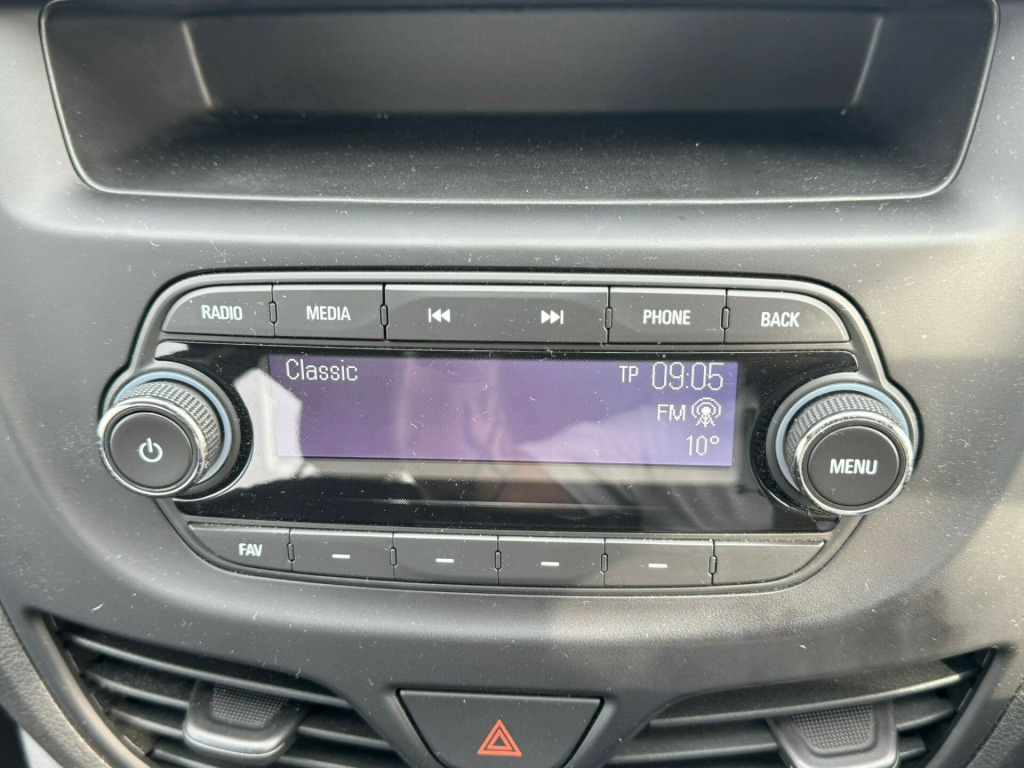 RADIO MEDIA PHONE BACK
Classic TP 09:05
FM
10°
MENU
FAV